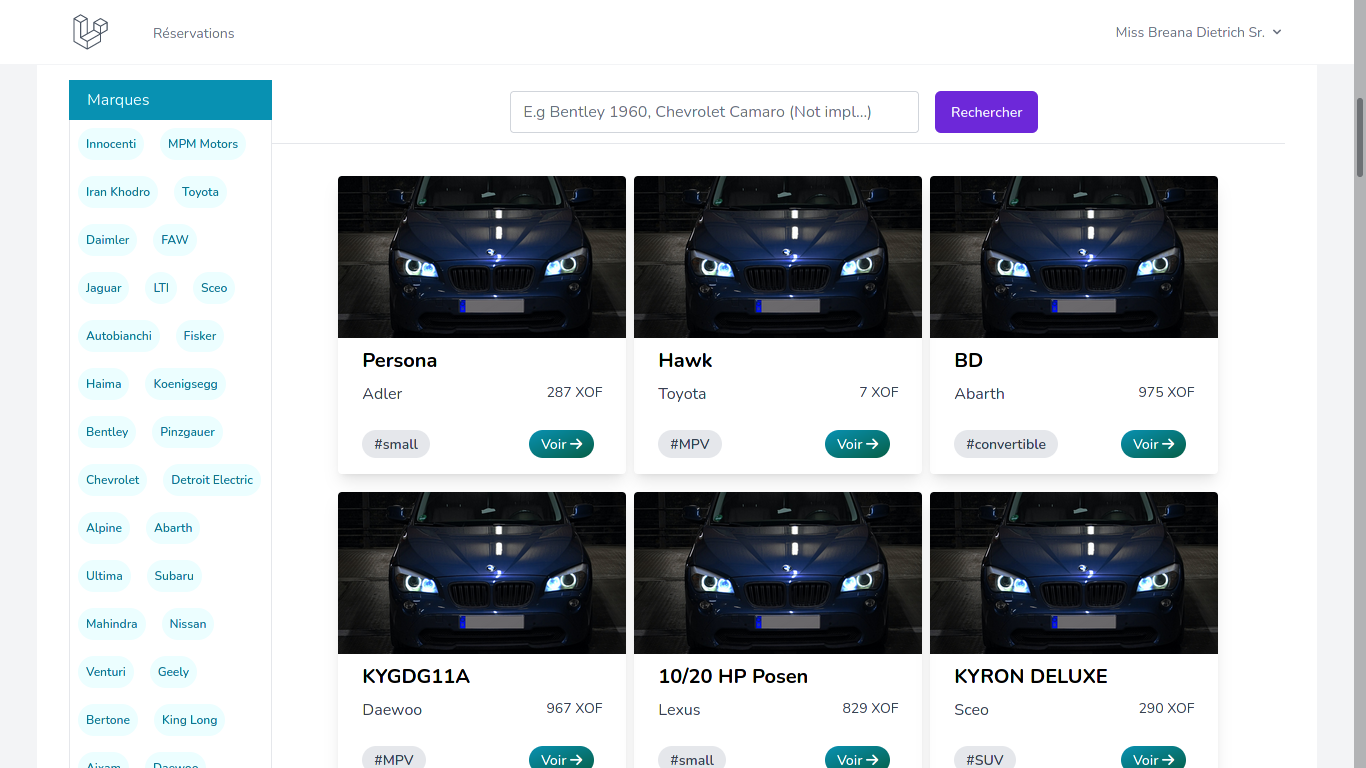 Réservations
Miss Breana Dietrich Sr.
Marques
Innocenti MPM Motors
Iran Khodro Toyota
Daimler FAW
Jaguar LTI Sceo
Autobianchi Fisker
Haima Koenigsegg
Bentley Pinzgauer
Chevrolet Detroit Electric
Alpine Abarth
Ultima Subaru
Mahindra Nissan
Venturi Geely
Bertone King Long
Aixam Daewoo
E.g Bentley 1960, Chevrolet Camaro (Not impl...)
Rechercher
Persona
Adler 287 XOF
#small Voir
Hawk
Toyota 7 XOF
#MPV Voir
BD
Abarth 975 XOF
#convertible Voir
KYGDG11A
Daewoo 967 XOF
#MPV Voir
10/20 HP Posen
Lexus 829 XOF
#small Voir
KYRON DELUXE
Sceo 290 XOF
#SUV Voir